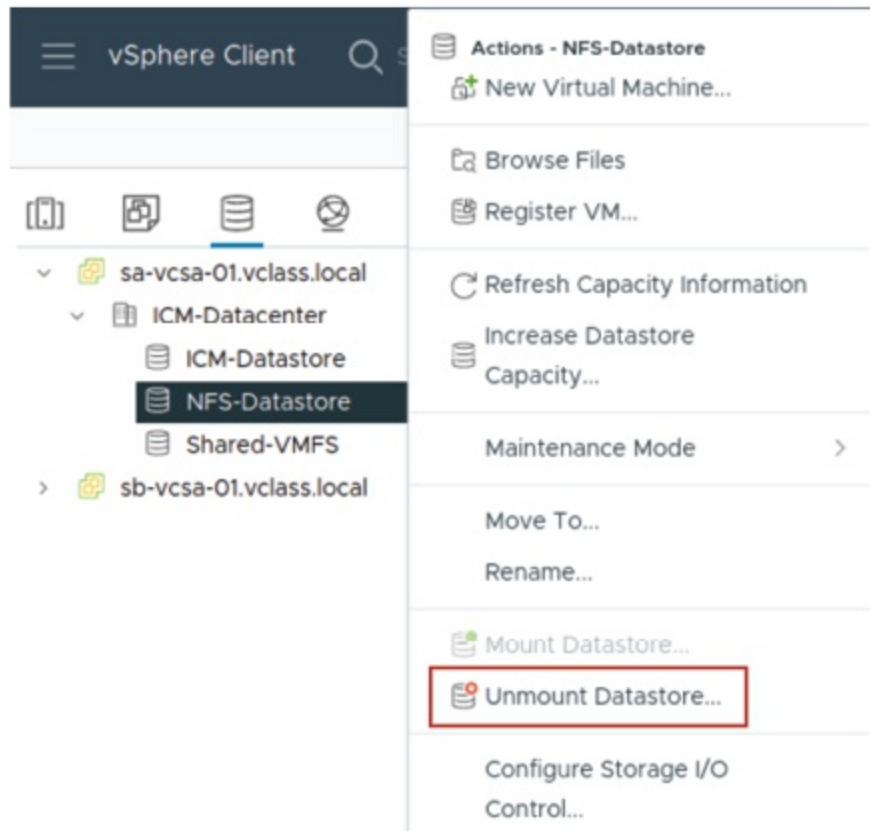 vSphere Client
Actions - NFS-Datastore
New Virtual Machine...
Browse Files
Register VM...
sa-vcsa-01.vclass.local
ICM-Datacenter
ICM-Datastore
NFS-Datastore
Shared-VMFS
sb-vcsa-01.vclass.local
Refresh Capacity Information
Increase Datastore
Capacity...
Maintenance Mode
Move To...
Rename...
Mount Datastore...
Unmount Datastore...
Configure Storage I/O
Control...